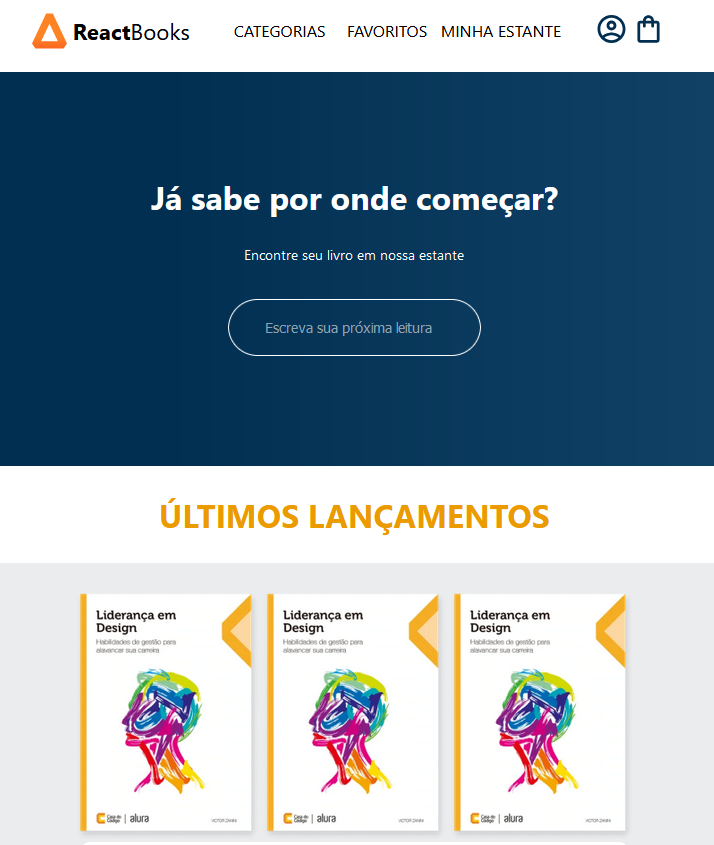 ReactBooks CATEGORIAS FAVORITOS MINHA ESTANTE
Já sabe por onde começar?
Encontre seu livro em nossa estante
Escreva sua próxima leitura
ÚLTIMOS LANÇAMENTOS
Liderança em
Design
Habilidades de gestão para
alavancar sua carreira
Casa do
Código
alura
VICTOR ZANINI
Liderança em
Design
Habilidades de gestão para
alavancar sua carreira
Casa do
Código
alura
VICTOR ZANINI
Liderança em
Design
Habilidades de gestão para
alavancar sua carreira
Casa do
Código
alura
VICTOR ZANINI